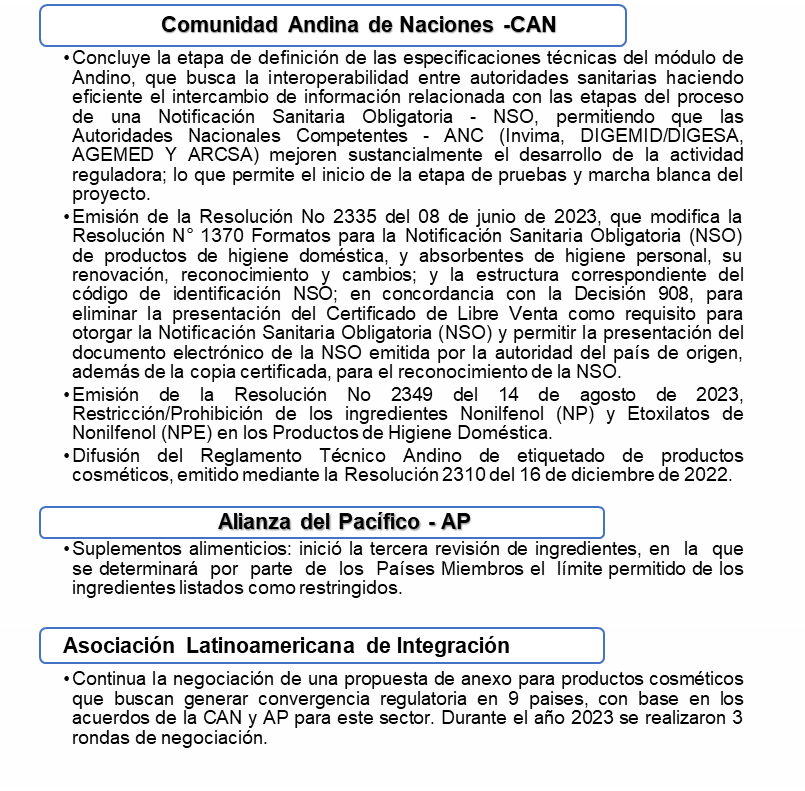 Comunidad Andina de Naciones -CAN
•Concluye la etapa de definición de las especificaciones técnicas del módulo de
Andino, que busca la interoperabilidad entre autoridades sanitarias haciendo
eficiente el intercambio de información relacionada con las etapas del proceso
de una Notificación Sanitaria Obligatoria - NSO, permitiendo que las
Autoridades Nacionales Competentes - ANC (Invima, DIGEMID/DIGESA,
AGEMED Y ARCSA) mejoren sustancialmente el desarrollo de la actividad
reguladora; lo que permite el inicio de la etapa de pruebas y marcha blanca del
proyecto.
•Emisión de la Resolución No 2335 del 08 de junio de 2023, que modifica la
Resolución N° 1370 Formatos para la Notificación Sanitaria Obligatoria (NSO)
de productos de higiene doméstica, y absorbentes de higiene personal, su
renovación, reconocimiento y cambios; y la estructura correspondiente del
código de identificación NSO; en concordancia con la Decisión 908, para
eliminar la presentación del Certificado de Libre Venta como requisito para
otorgar la Notificación Sanitaria Obligatoria (NSO) y permitir la presentación del
documento electrónico de la NSO emitida por la autoridad del país de origen,
además de la copia certificada, para el reconocimiento de la NSO.
•Emisión de la Resolución No 2349 del 14 de agosto de 2023,
Restricción/Prohibición de los ingredientes Nonilfenol (NP) y Etoxilatos de
Nonilfenol (NPE) en los Productos de Higiene Doméstica.
•Difusión del Reglamento Técnico Andino de etiquetado de productos
cosméticos, emitido mediante la Resolución 2310 del 16 de diciembre de 2022.
Alianza del Pacífico - AP
•Suplementos alimenticios: inició la tercera revisión de ingredientes, en la que
se determinará por parte de los Países Miembros el límite permitido de los
ingredientes listados como restringidos.
Asociación Latinoamericana de Integración
•Continua la negociación de una propuesta de anexo para productos cosméticos
que buscan generar convergencia regulatoria en 9 paises, con base en los
acuerdos de la CAN y AP para este sector. Durante el año 2023 se realizaron 3
rondas de negociación.